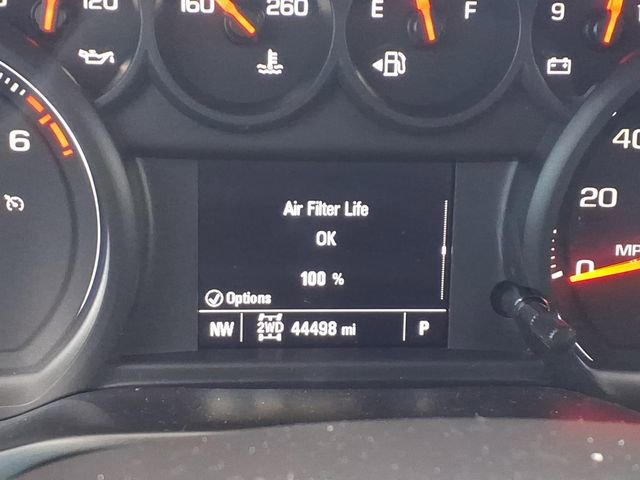 120
160 260
E F
9
6
40
20
0
MP
Air Filter Life
OK
100 %
Options
NW 2WD 44498 mi P